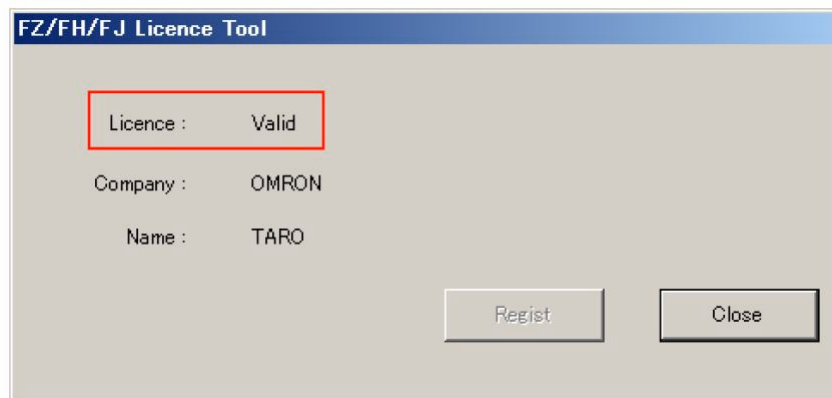 FZ/FH/FJ Licence Tool
Licence : Valid
Company : OMRON
Name : TARO
Regist Close